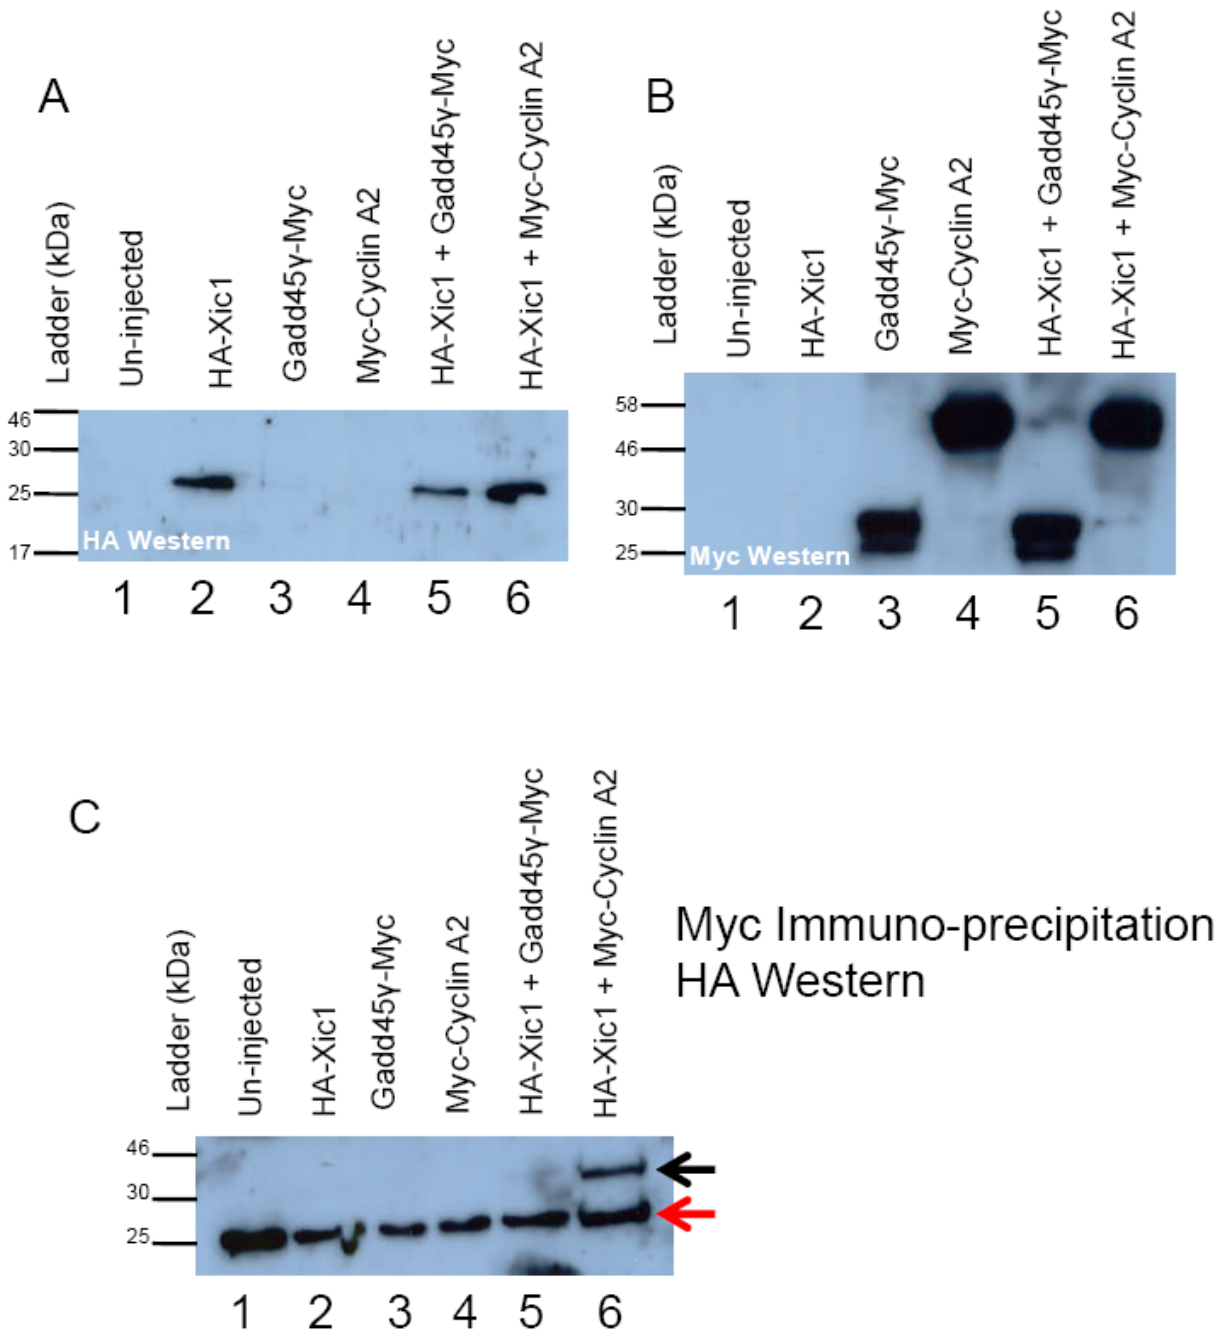 A
Ladder (kDa)
Un-injected
HA-Xic1
Gadd45γ-Myc
Myc-Cyclin A2
HA-Xic1 + Gadd45γ-Myc
HA-Xic1 + Myc-Cyclin A2
46
30
25
17
HA Western
1 2 3 4 5 6
B
Ladder (kDa)
Un-injected
HA-Xic1
Gadd45γ-Myc
Myc-Cyclin A2
HA-Xic1 + Gadd45γ-Myc
HA-Xic1 + Myc-Cyclin A2
58
46
30
25
Myc Western
1 2 3 4 5 6
C
Ladder (kDa)
Un-injected
HA-Xic1
Gadd45γ-Myc
Myc-Cyclin A2
HA-Xic1 + Gadd45γ-Myc
HA-Xic1 + Myc-Cyclin A2
46
30
25
1 2 3 4 5 6
Myc Immuno-precipitation
HA Western